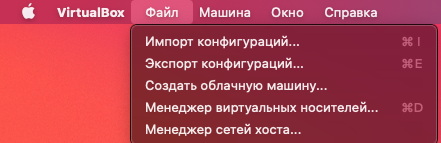 VirtualBox Файл Машина Окно Справка
Импорт конфигураций... ⌘ I
Экспорт конфигураций... ⌘ E
Создать облачную машину...
Менеджер виртуальных носителей... ⌘ D
Менеджер сетей хоста...